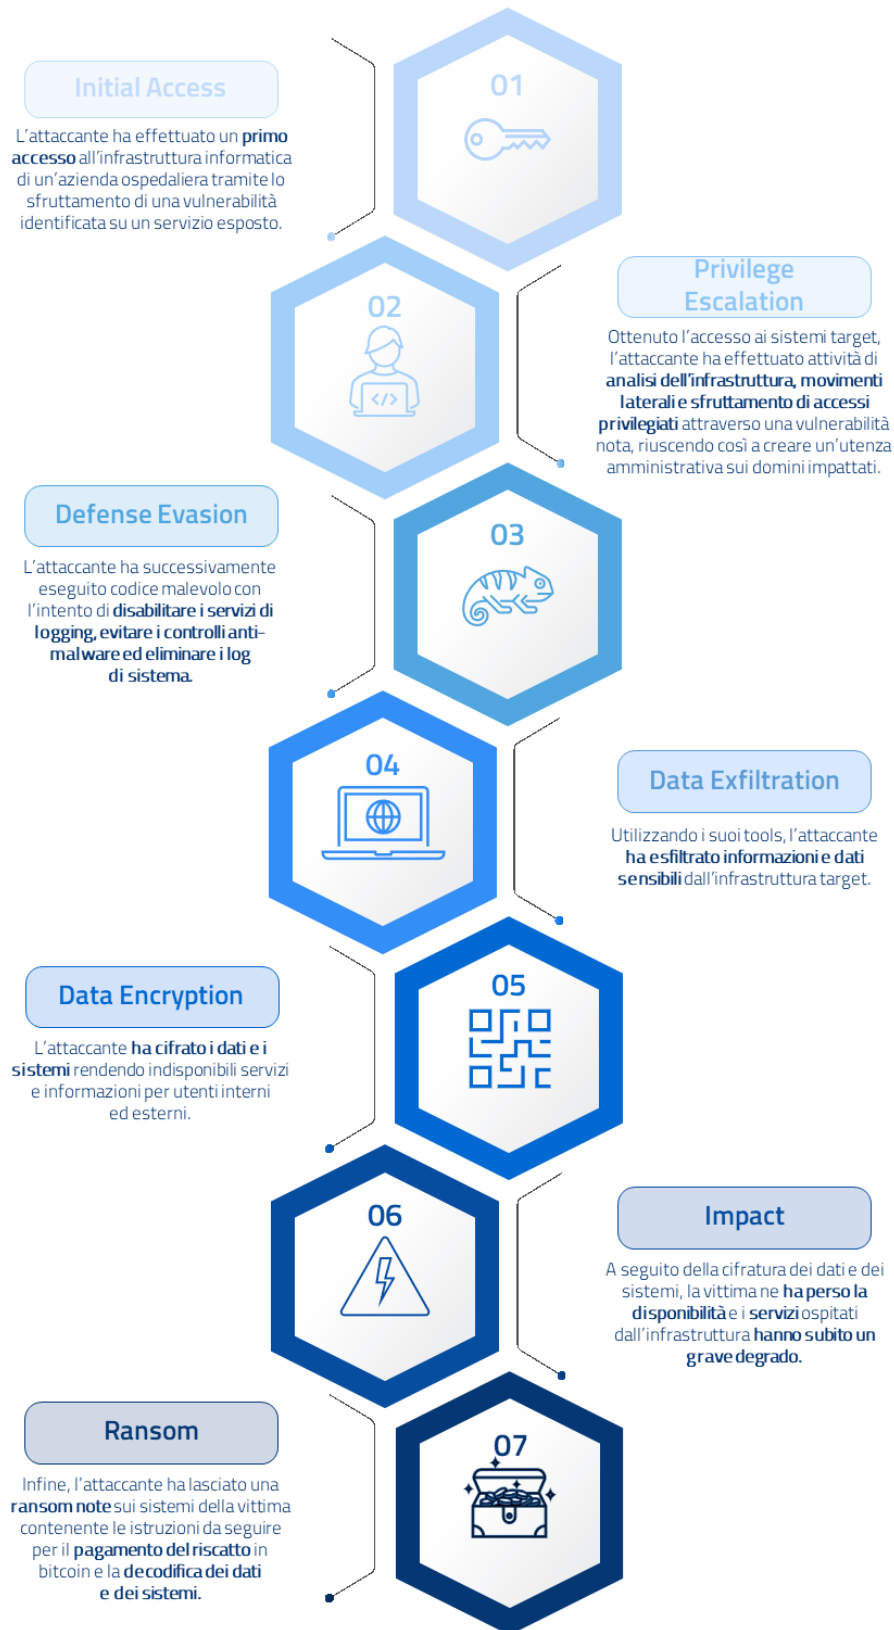 01
Initial Access
L'attaccante ha effettuato un primo
accesso all'infrastruttura informatica
di un'azienda ospedaliera tramite lo
sfruttamento di una vulnerabilità
identificata su un servizio esposto.
02
Privilege
Escalation
Ottenuto l'accesso ai sistemi target,
l'attaccante ha effettuato attività di
analisi dell'infrastruttura, movimenti
laterali e sfruttamento di accessi
privilegiati attraverso una vulnerabilità
nota, riuscendo così a creare un'utenza
amministrativa sui domini impattati.
03
Defense Evasion
L'attaccante ha successivamente
eseguito codice malevolo con
l'intento di disabilitare i servizi di
logging, evitare i controlli anti-
malware ed eliminare i log
di sistema.
04
Data Exfiltration
Utilizzando i suoi tools, l'attaccante
ha esfiltrato informazioni e dati
sensibili dall'infrastruttura target.
05
Data Encryption
L'attaccante ha cifrato i dati e i
sistemi rendendo indisponibili servizi
e informazioni per utenti interni
ed esterni.
06
Impact
A seguito della cifratura dei dati e dei
sistemi, la vittima ne ha perso la
disponibilità e i servizi ospitati
dall'infrastruttura hanno subito un
grave degrado.
07
Ransom
Infine, l'attaccante ha lasciato una
ransom note sui sistemi della vittima
contenente le istruzioni da seguire
per il pagamento del riscatto in
bitcoin e la decodifica dei dati
e dei sistemi.